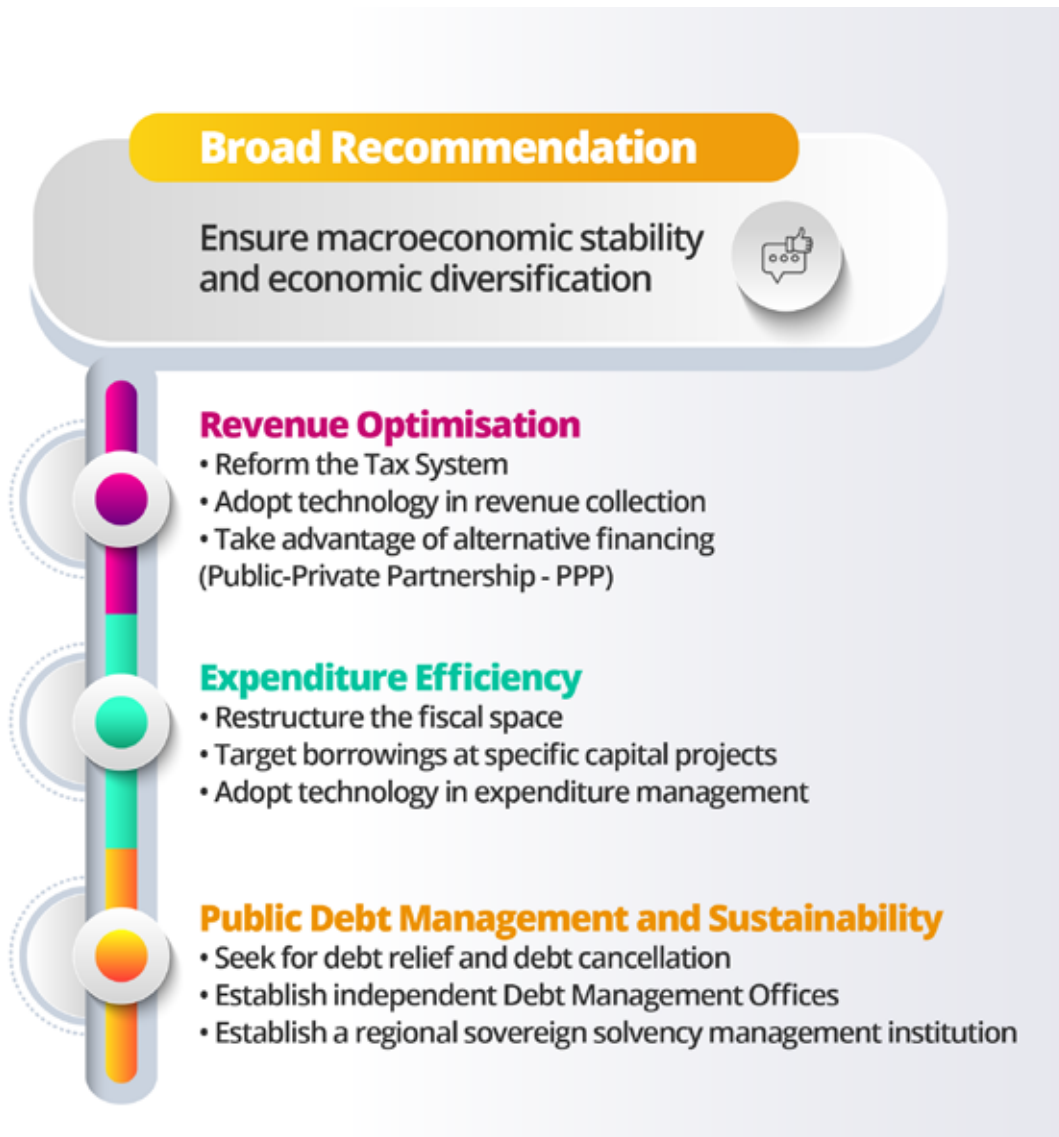 Broad Recommendation
Ensure macroeconomic stability
and economic diversification
Revenue Optimisation
• Reform the Tax System
• Adopt technology in revenue collection
• Take advantage of alternative financing
(Public-Private Partnership - PPP)
Expenditure Efficiency
• Restructure the fiscal space
• Target borrowings at specific capital projects
• Adopt technology in expenditure management
Public Debt Management and Sustainability
• Seek for debt relief and debt cancellation
• Establish independent Debt Management Offices
• Establish a regional sovereign solvency management institution